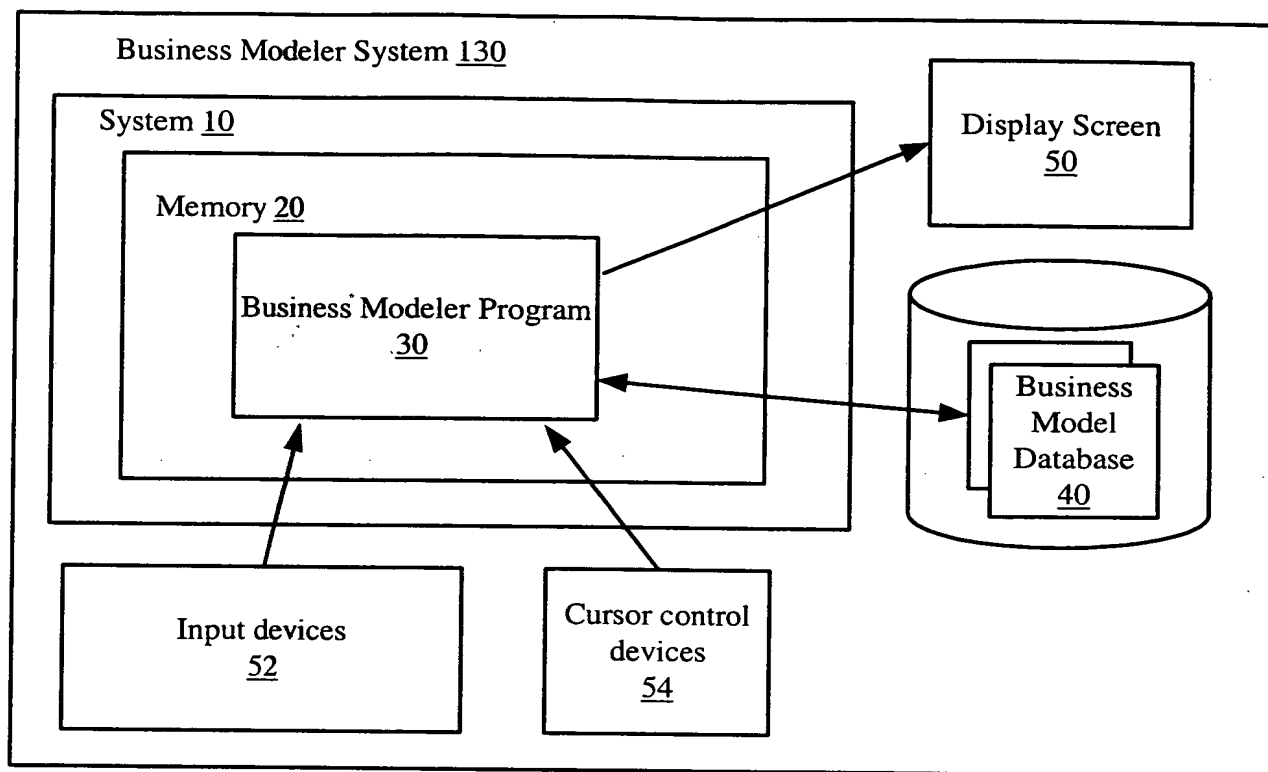 Business Modeler System 130
System 10
Memory 20
Business Modeler Program
30
Display Screen
50
Business
Model
Database
40
Input devices
52
Cursor control
devices
54